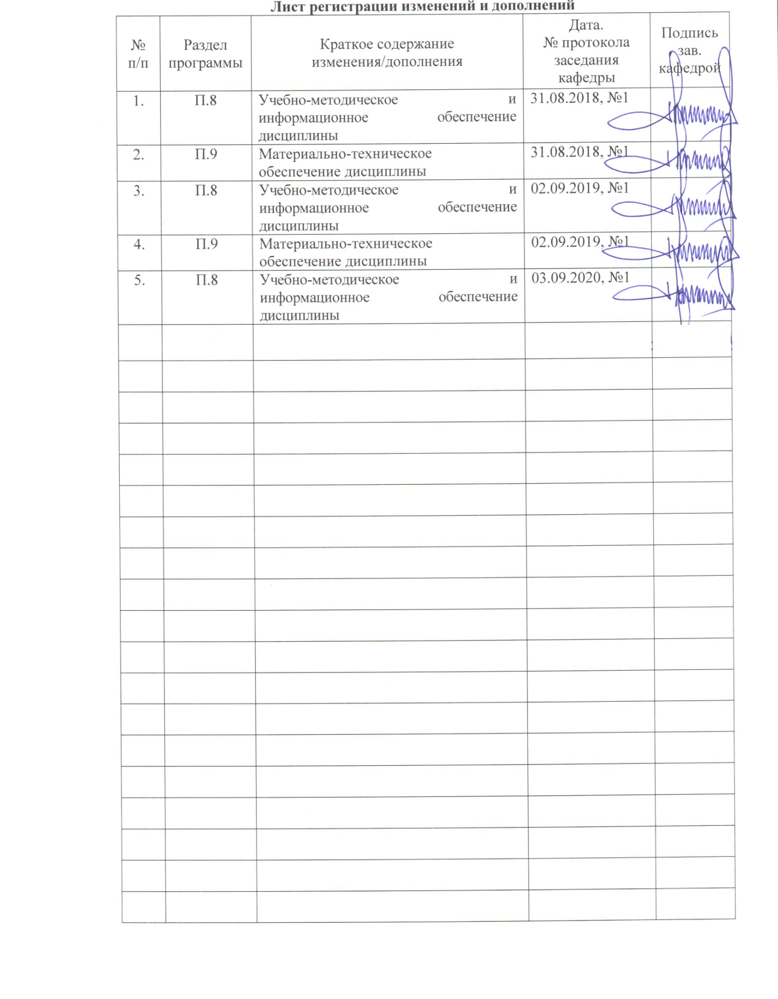 Лист регистрации изменений и дополнений
№ п/п
Раздел программы
Краткое содержание изменения/дополнения
Дата. № протокола заседания кафедры
Подпись зав. кафедрой
1.
П.8
Учебно-методическое и
информационное обеспечение
дисциплины
31.08.2018, №1
2.
П.9
Материально-техническое
обеспечение дисциплины
31.08.2018, №1
3.
П.8
Учебно-методическое и
информационное обеспечение
дисциплины
02.09.2019, №1
4.
П.9
Материально-техническое
обеспечение дисциплины
02.09.2019, №1
5.
П.8
Учебно-методическое и
информационное обеспечение
дисциплины
03.09.2020, №1